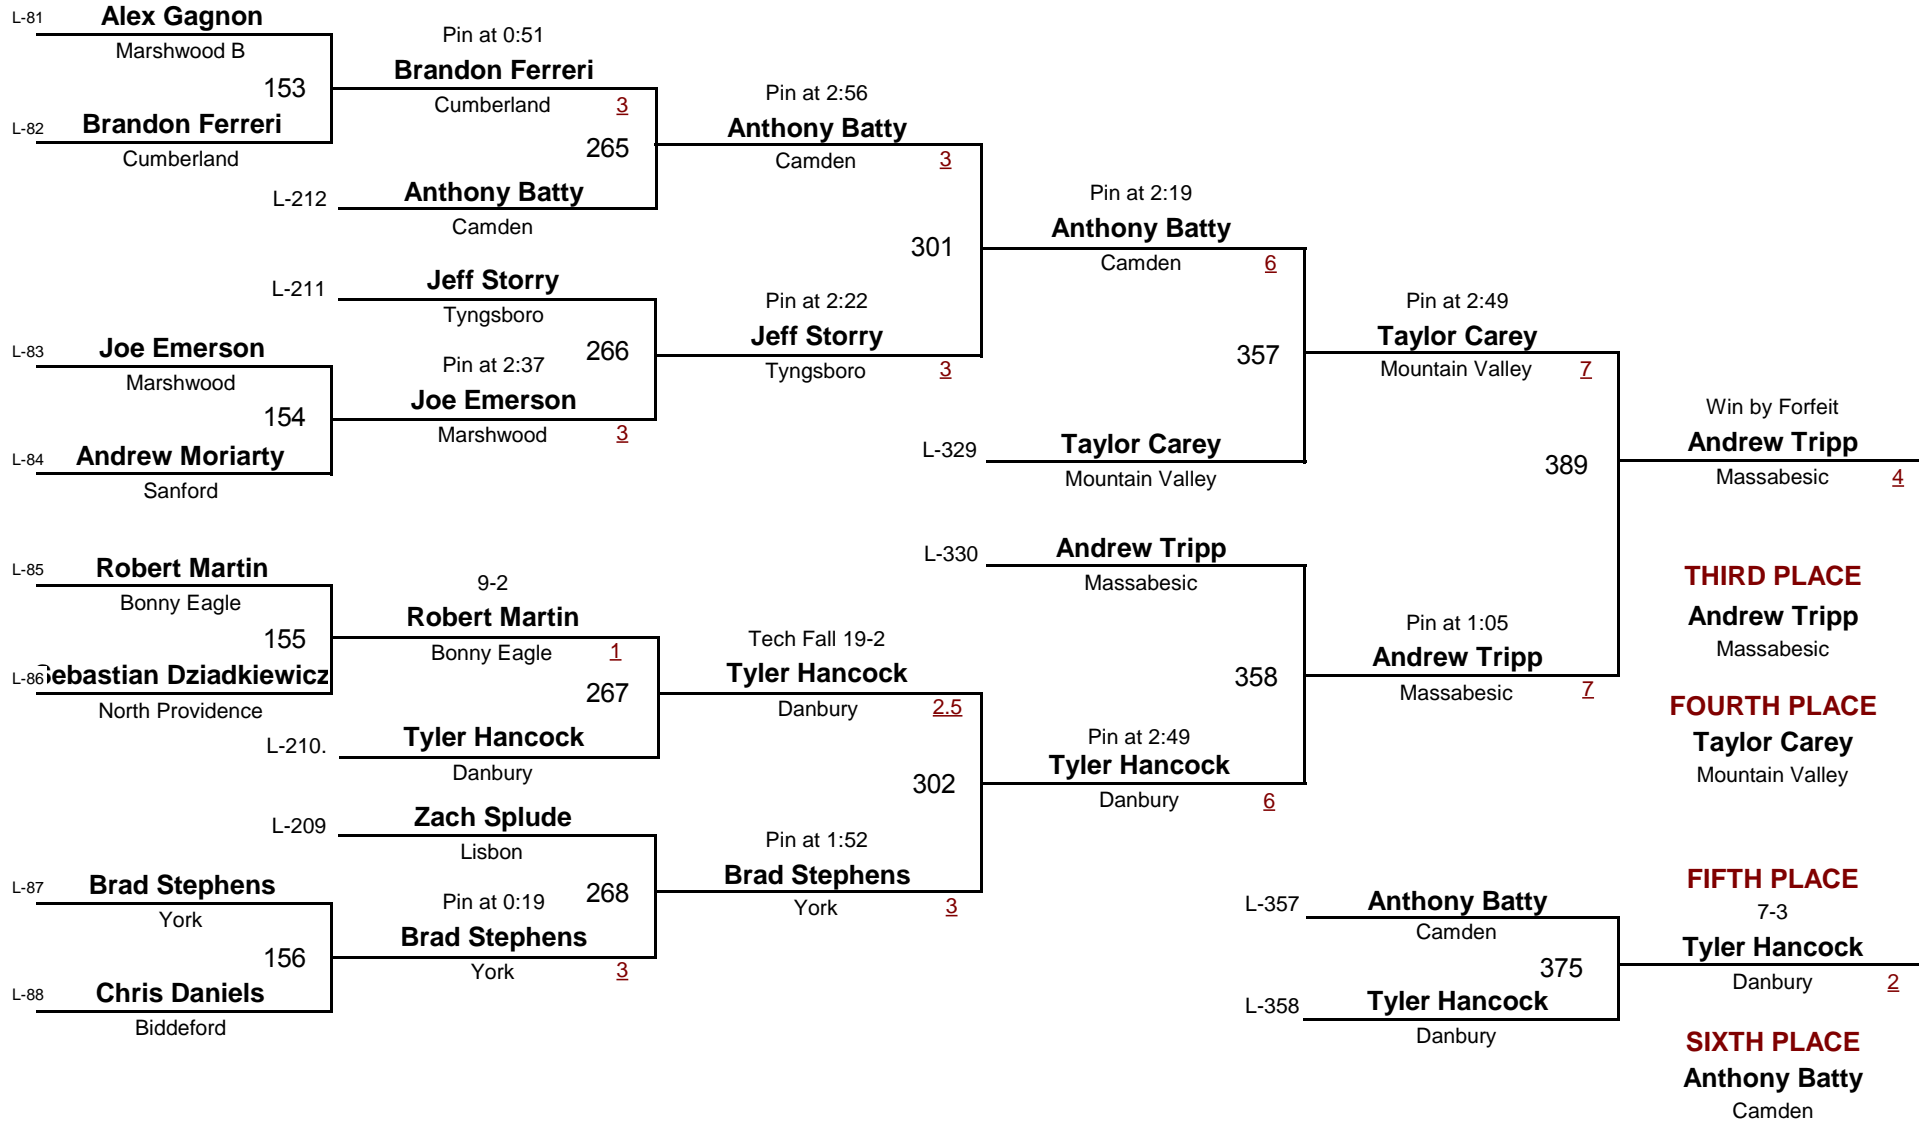 L-81 Alex Gagnon
Marshwood B
153
L-82 Brandon Ferreri
Cumberland
Pin at 0:51
Brandon Ferreri
Cumberland 3
265
L-212 Anthony Batty
Camden
Pin at 2:56
Anthony Batty
Camden 3
L-211 Jeff Storry
Tyngsboro
266
L-83 Joe Emerson
Marshwood
154
L-84 Andrew Moriarty
Sanford
Pin at 2:37
Joe Emerson
Marshwood 3
Pin at 2:22
Jeff Storry
Tyngsboro 3
301
Pin at 2:19
Anthony Batty
Camden 6
357
L-329 Taylor Carey
Mountain Valley
Pin at 2:49
Taylor Carey
Mountain Valley 7
389
Win by Forfeit
Andrew Tripp
Massabesic 4
L-85 Robert Martin
Bonny Eagle
155
L-86 Sebastian Dziadkiewicz
North Providence
9-2
Robert Martin
Bonny Eagle 1
267
L-210. Tyler Hancock
Danbury
Tech Fall 19-2
Tyler Hancock
Danbury 2.5
L-209 Zach Splude
Lisbon
268
L-87 Brad Stephens
York
156
L-88 Chris Daniels
Biddeford
Pin at 0:19
Brad Stephens
York 3
Pin at 1:52
Brad Stephens
York 3
302
Pin at 2:49
Tyler Hancock
Danbury 6
L-330 Andrew Tripp
Massabesic
358
Pin at 1:05
Andrew Tripp
Massabesic 7
THIRD PLACE
Andrew Tripp
Massabesic
FOURTH PLACE
Taylor Carey
Mountain Valley
L-357 Anthony Batty
Camden
375
L-358 Tyler Hancock
Danbury
FIFTH PLACE
7-3
Tyler Hancock
Danbury 2
SIXTH PLACE
Anthony Batty
Camden